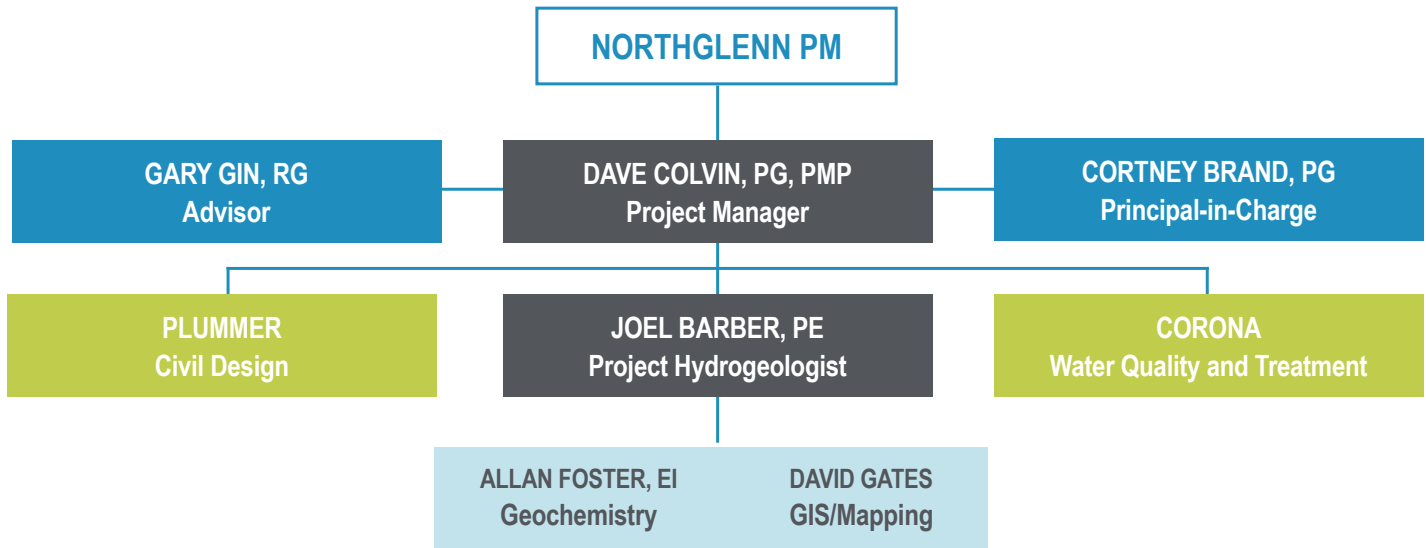 NORTHGLENN PM
GARY GIN, RG
Advisor
DAVE COLVIN, PG, PMP
Project Manager
CORTNEY BRAND, PG
Principal-in-Charge
PLUMMER
Civil Design
JOEL BARBER, PE
Project Hydrogeologist
CORONA
Water Quality and Treatment
ALLAN FOSTER, EI
Geochemistry
DAVID GATES
GIS/Mapping